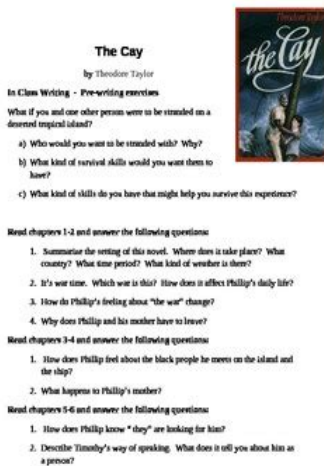 Theodore Taylor
the Cay
The Cay
by Theodore Taylor
In Class Writing - Pre-writing exercises
What if you and one other person were to be stranded on a
deserted tropical island?
a) Who would you want to be stranded with? Why?
b) What kind of survival skills would you want them to
have?
c) What kind of skills do you have that might help you survive this experience?
Read chapters 1-2 and answer the following questions:
1. Summarize the setting of this novel. Where does it take place? What
country? What time period? What kind of weather is there?
2. It's war time. Which war is this? How does it affect Phillip's daily life?
3. How do Phillip's feeling about "the war" change?
4. Why does Phillip and his mother have to leave?
Read chapters 3-4 and answer the following questions:
1. How does Phillip feel about the black people he meets on the island and
the ship?
2. What happens to Phillip's mother?
Read chapters 5-6 and answer the following questions:
1. How does Phillip know " they" are looking for him?
2. Describe Timothy's way of speaking. What does it tell you about him as
a person?